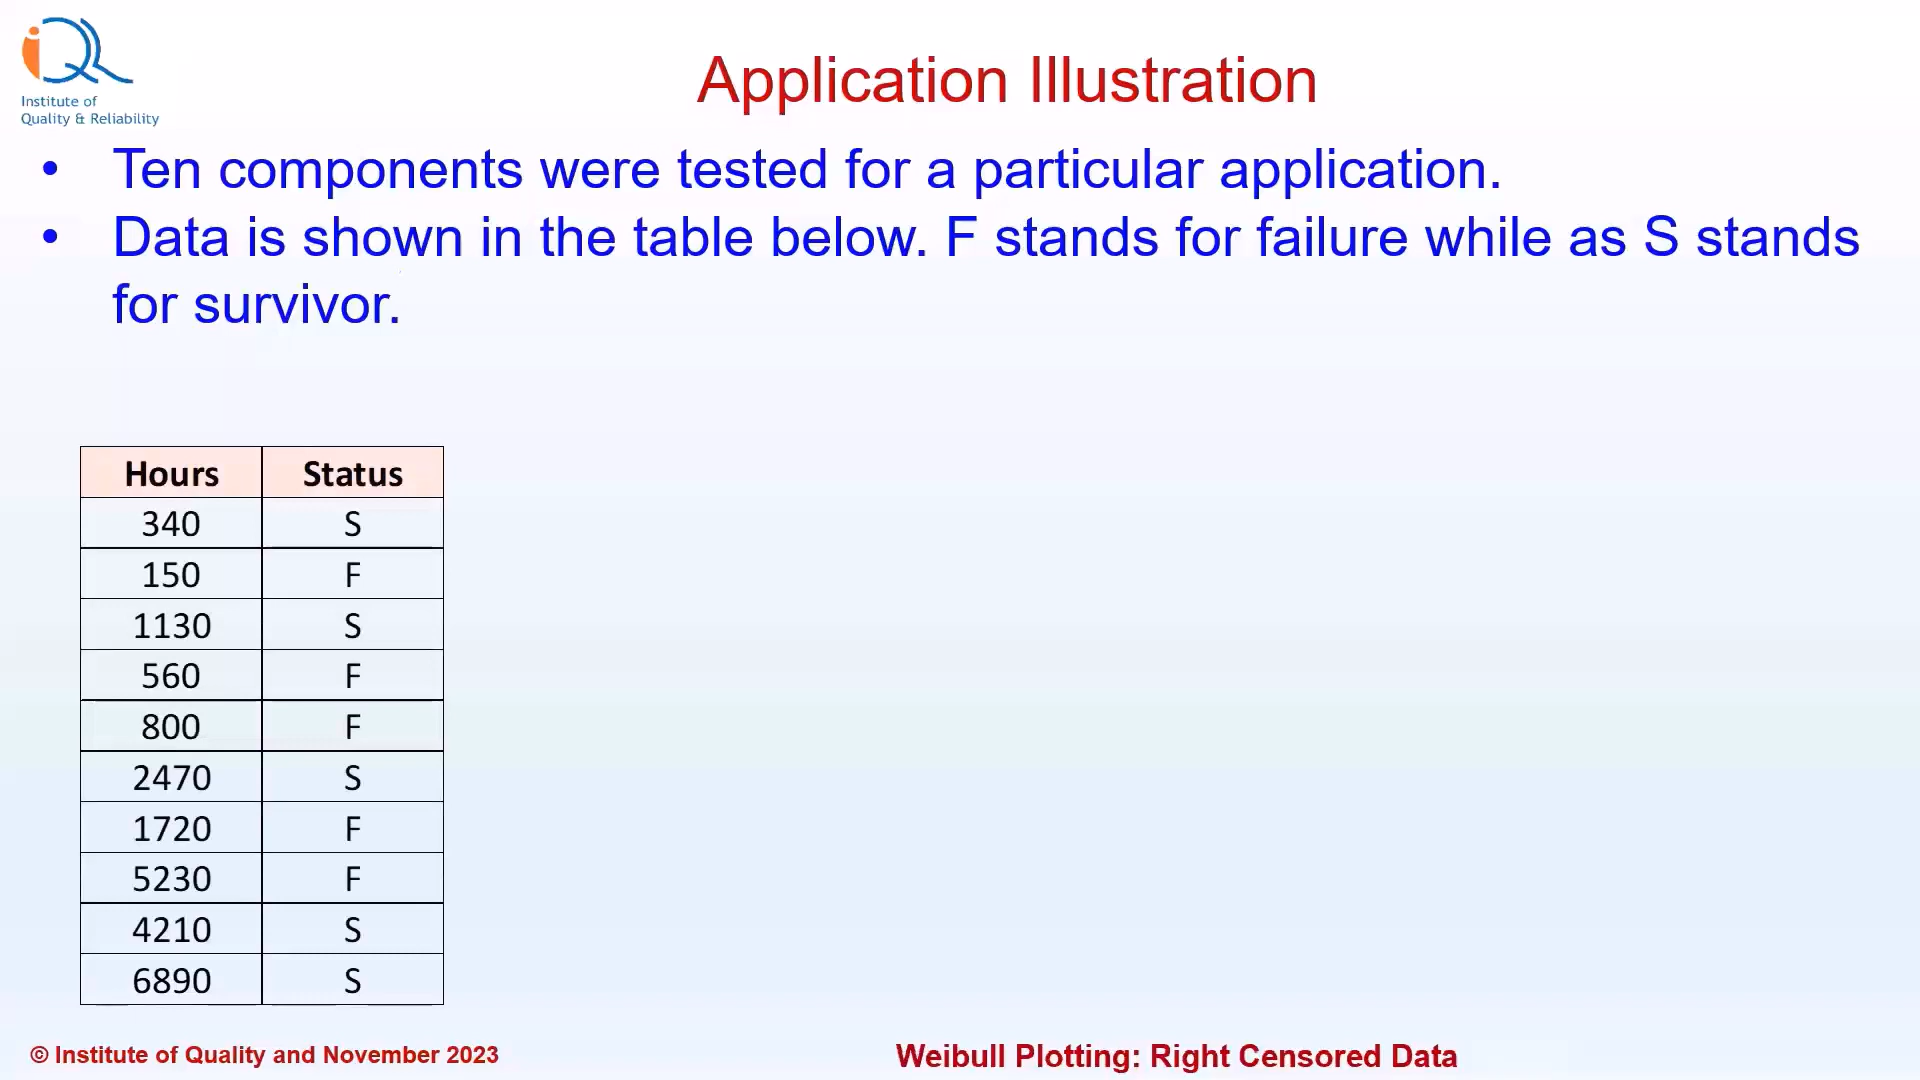 iQ
Institute of
Quality & Reliability
Application Illustration
• Ten components were tested for a particular application.
• Data is shown in the table below. F stands for failure while as S stands
for survivor.
Hours Status
340 S
150 F
1130 S
560 F
800 F
2470 S
1720 F
5230 F
4210 S
6890 S
© Institute of Quality and November 2023
Weibull Plotting: Right Censored Data